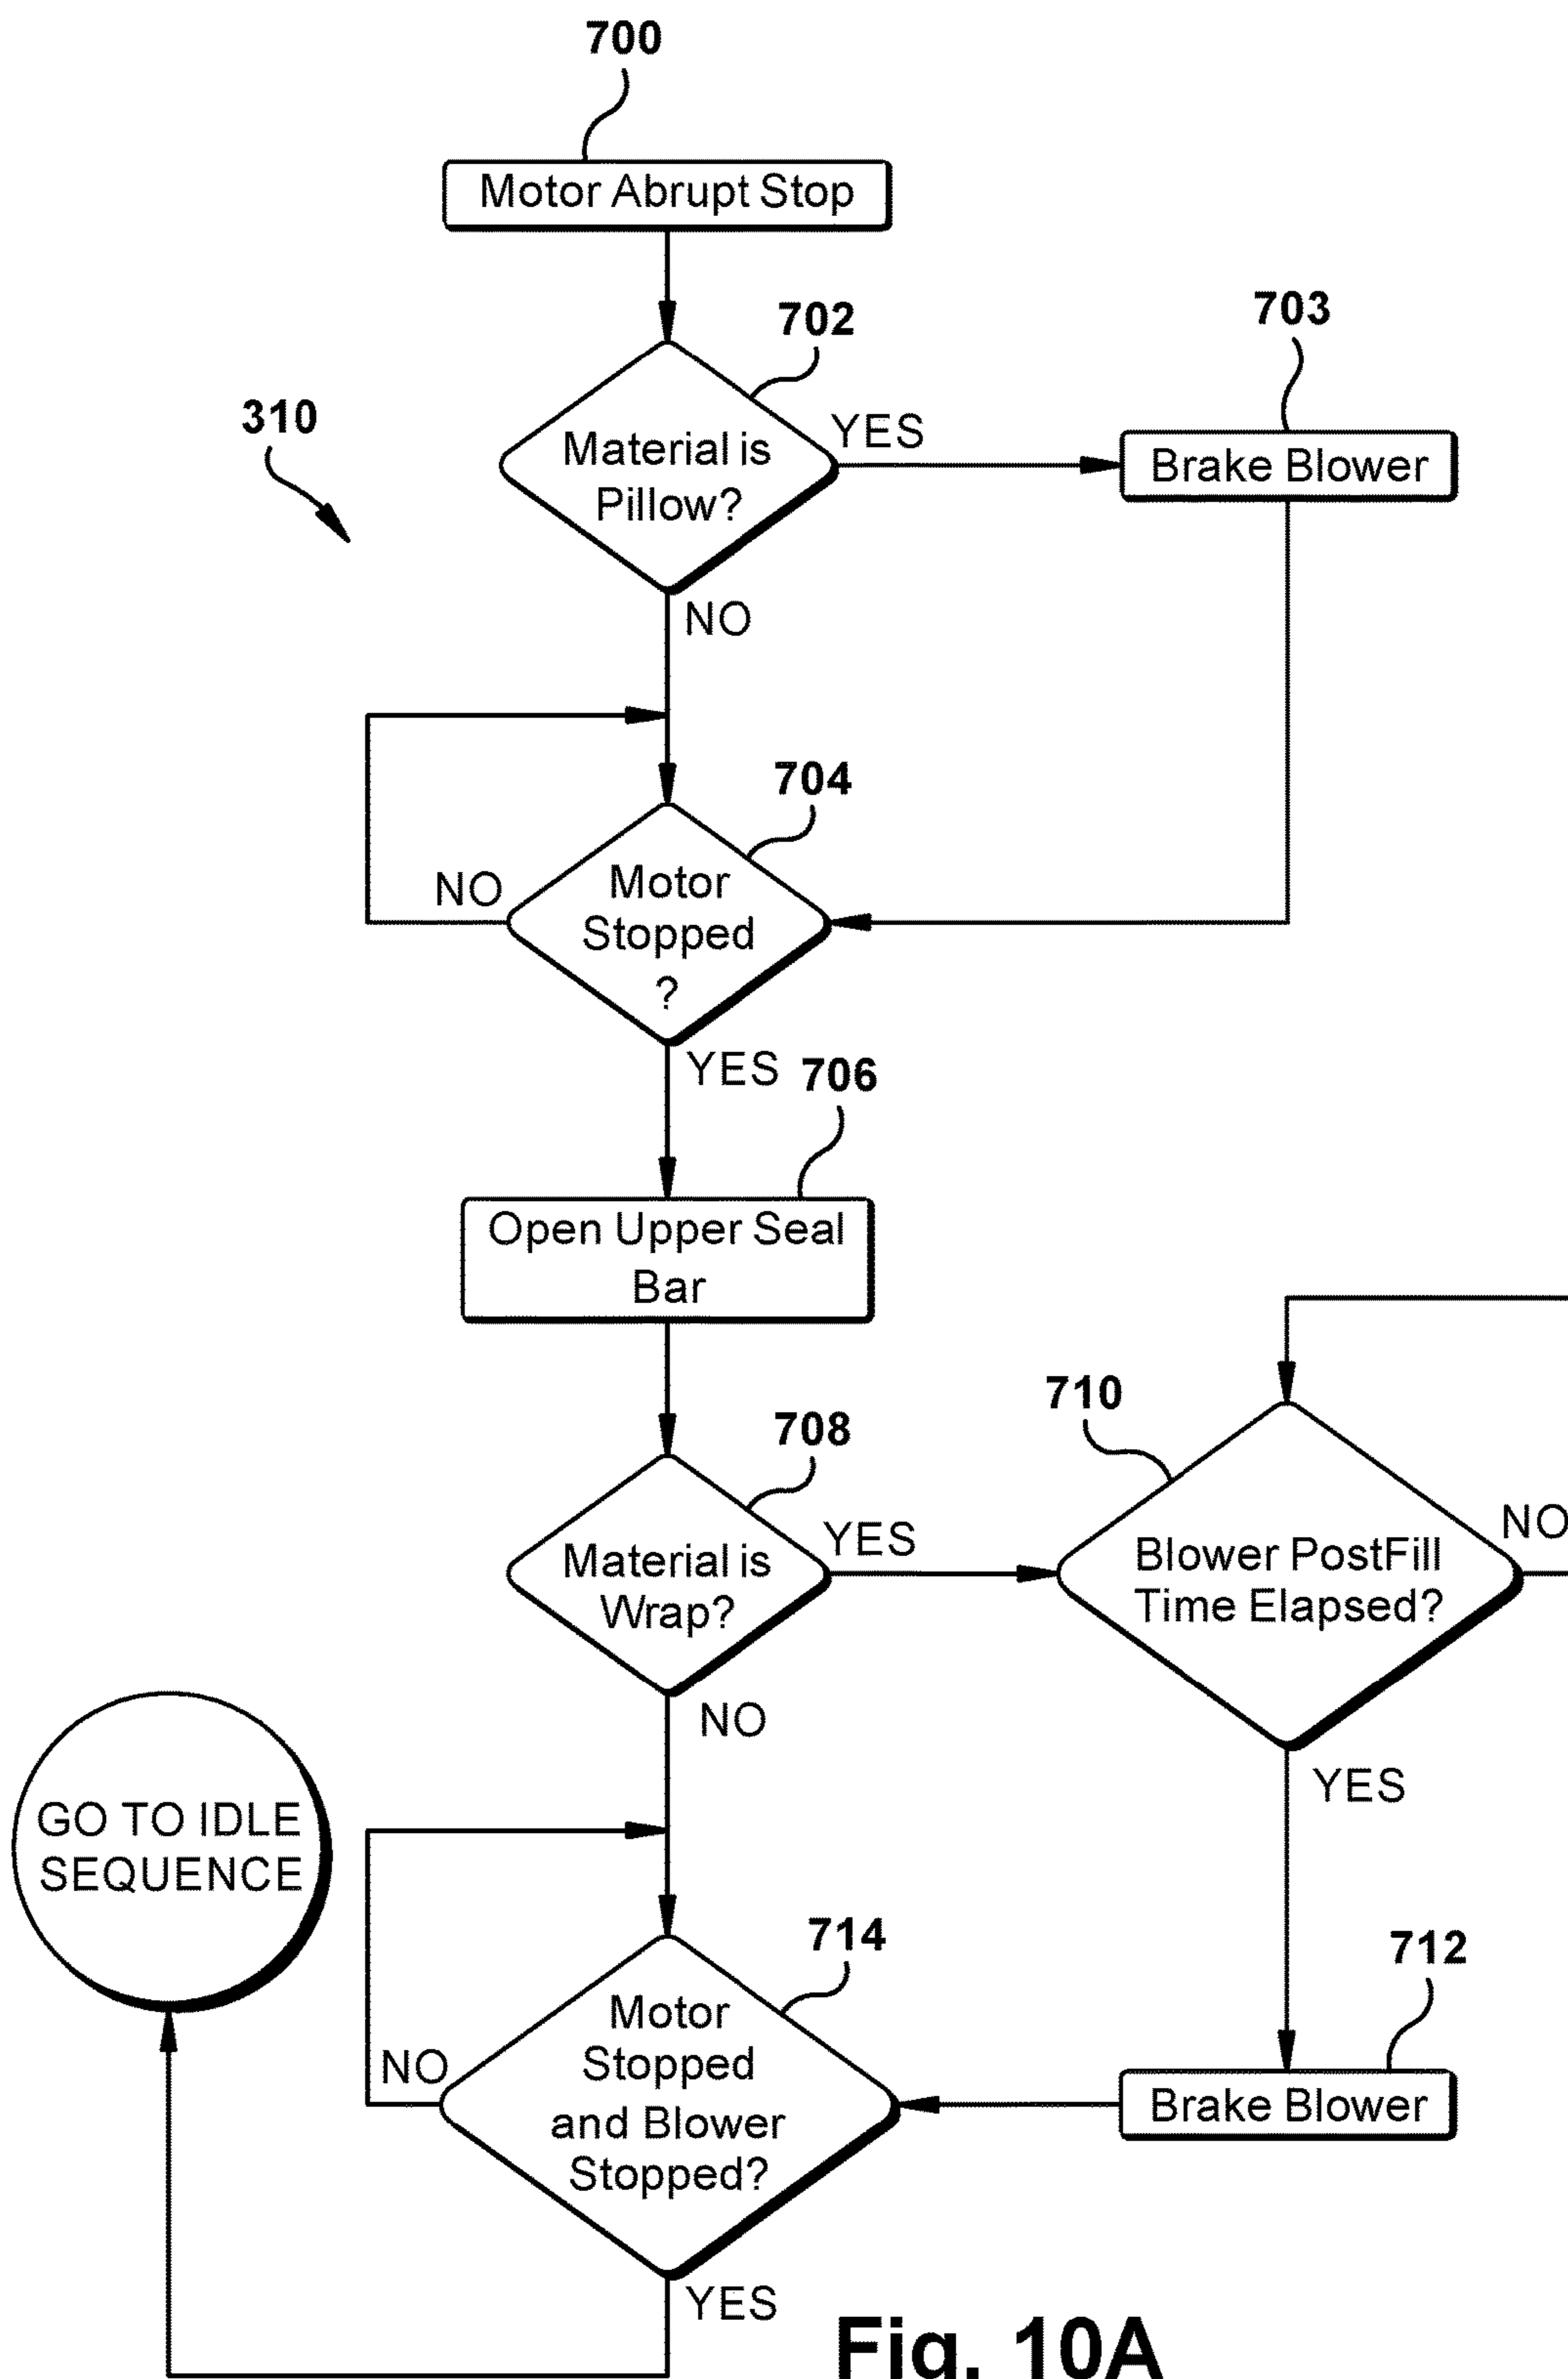 700
Motor Abrupt Stop
702
703
310
Material is
Pillow?
YES
Brake Blower
NO
704
Motor
Stopped
?
NO
YES
706
Open Upper Seal
Bar
708
710
Material is
Wrap?
YES
Blower PostFill
Time Elapsed?
NO
NO
YES
GO TO IDLE
SEQUENCE
714
712
Motor
Stopped
and Blower
Stopped?
NO
Brake Blower
YES
Fig. 10A